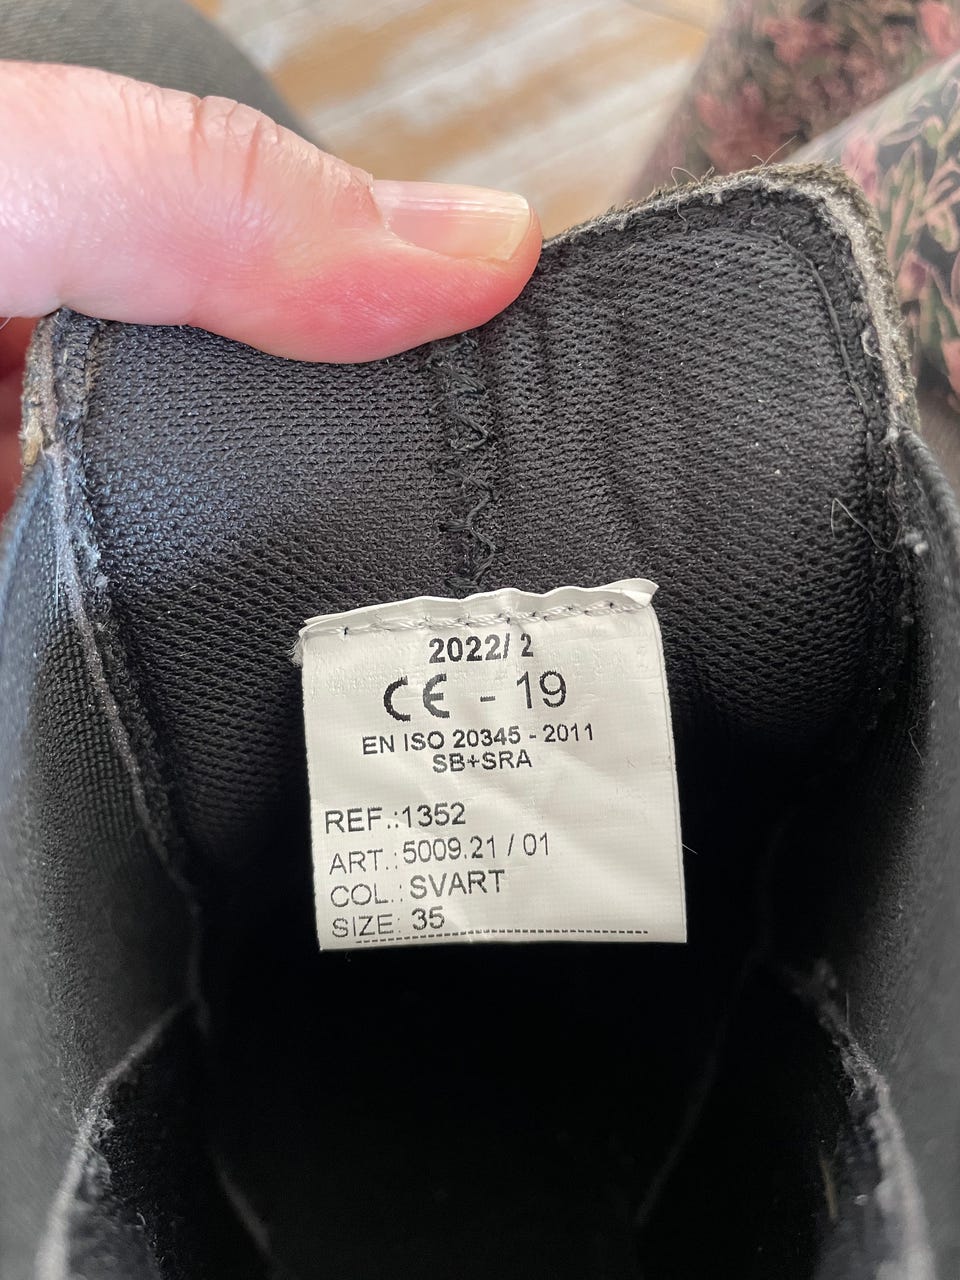 2022/ 2
CE - 19
EN ISO 20345 - 2011
SB+SRA
REF.:1352
ART.: 5009.21 / 01
COL.: SVART
SIZE: 35